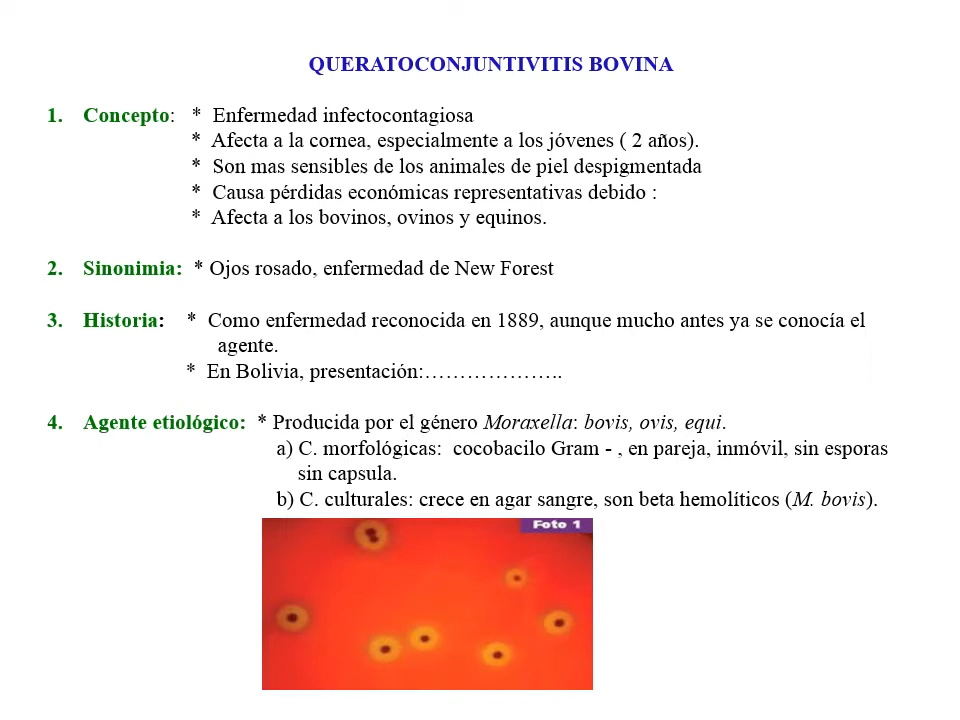 QUERATOCONJUNTIVITIS BOVINA
1. Concepto: * Enfermedad infectocontagiosa
* Afecta a la cornea, especialmente a los jóvenes ( 2 años).
* Son mas sensibles de los animales de piel despigmentada
* Causa pérdidas económicas representativas debido :
* Afecta a los bovinos, ovinos y equinos.
2. Sinonimia: * Ojos rosado, enfermedad de New Forest
3. Historia: * Como enfermedad reconocida en 1889, aunque mucho antes ya se conocía el
agente.
* En Bolivia, presentación:………………..
4. Agente etiológico: * Producida por el género Moraxella: bovis, ovis, equi.
a) C. morfológicas: cocobacilo Gram - , en pareja, inmóvil, sin esporas
sin capsula.
b) C. culturales: crece en agar sangre, son beta hemolíticos (M. bovis).
Foto 1